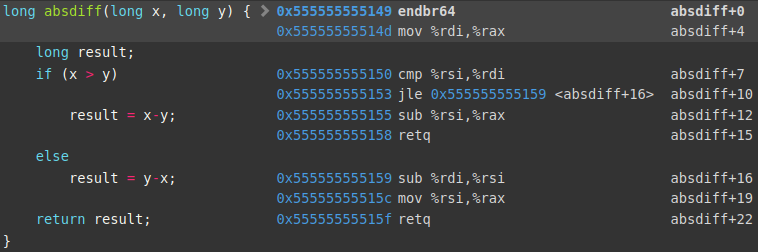 long absdiff(long x, long y) { 0x555555555149 endbr64 absdiff+0
0x55555555514d mov %rdi,%rax absdiff+4
long result;
if (x > y) 0x555555555150 cmp %rsi,%rdi absdiff+7
0x555555555153 jle 0x555555555159 <absdiff+16> absdiff+10
result = x-y; 0x555555555155 sub %rsi,%rax absdiff+12
0x555555555158 retq absdiff+15
else
result = y-x; 0x555555555159 sub %rdi,%rsi absdiff+16
0x55555555515c mov %rsi,%rax absdiff+19
return result; 0x55555555515f retq absdiff+22
}